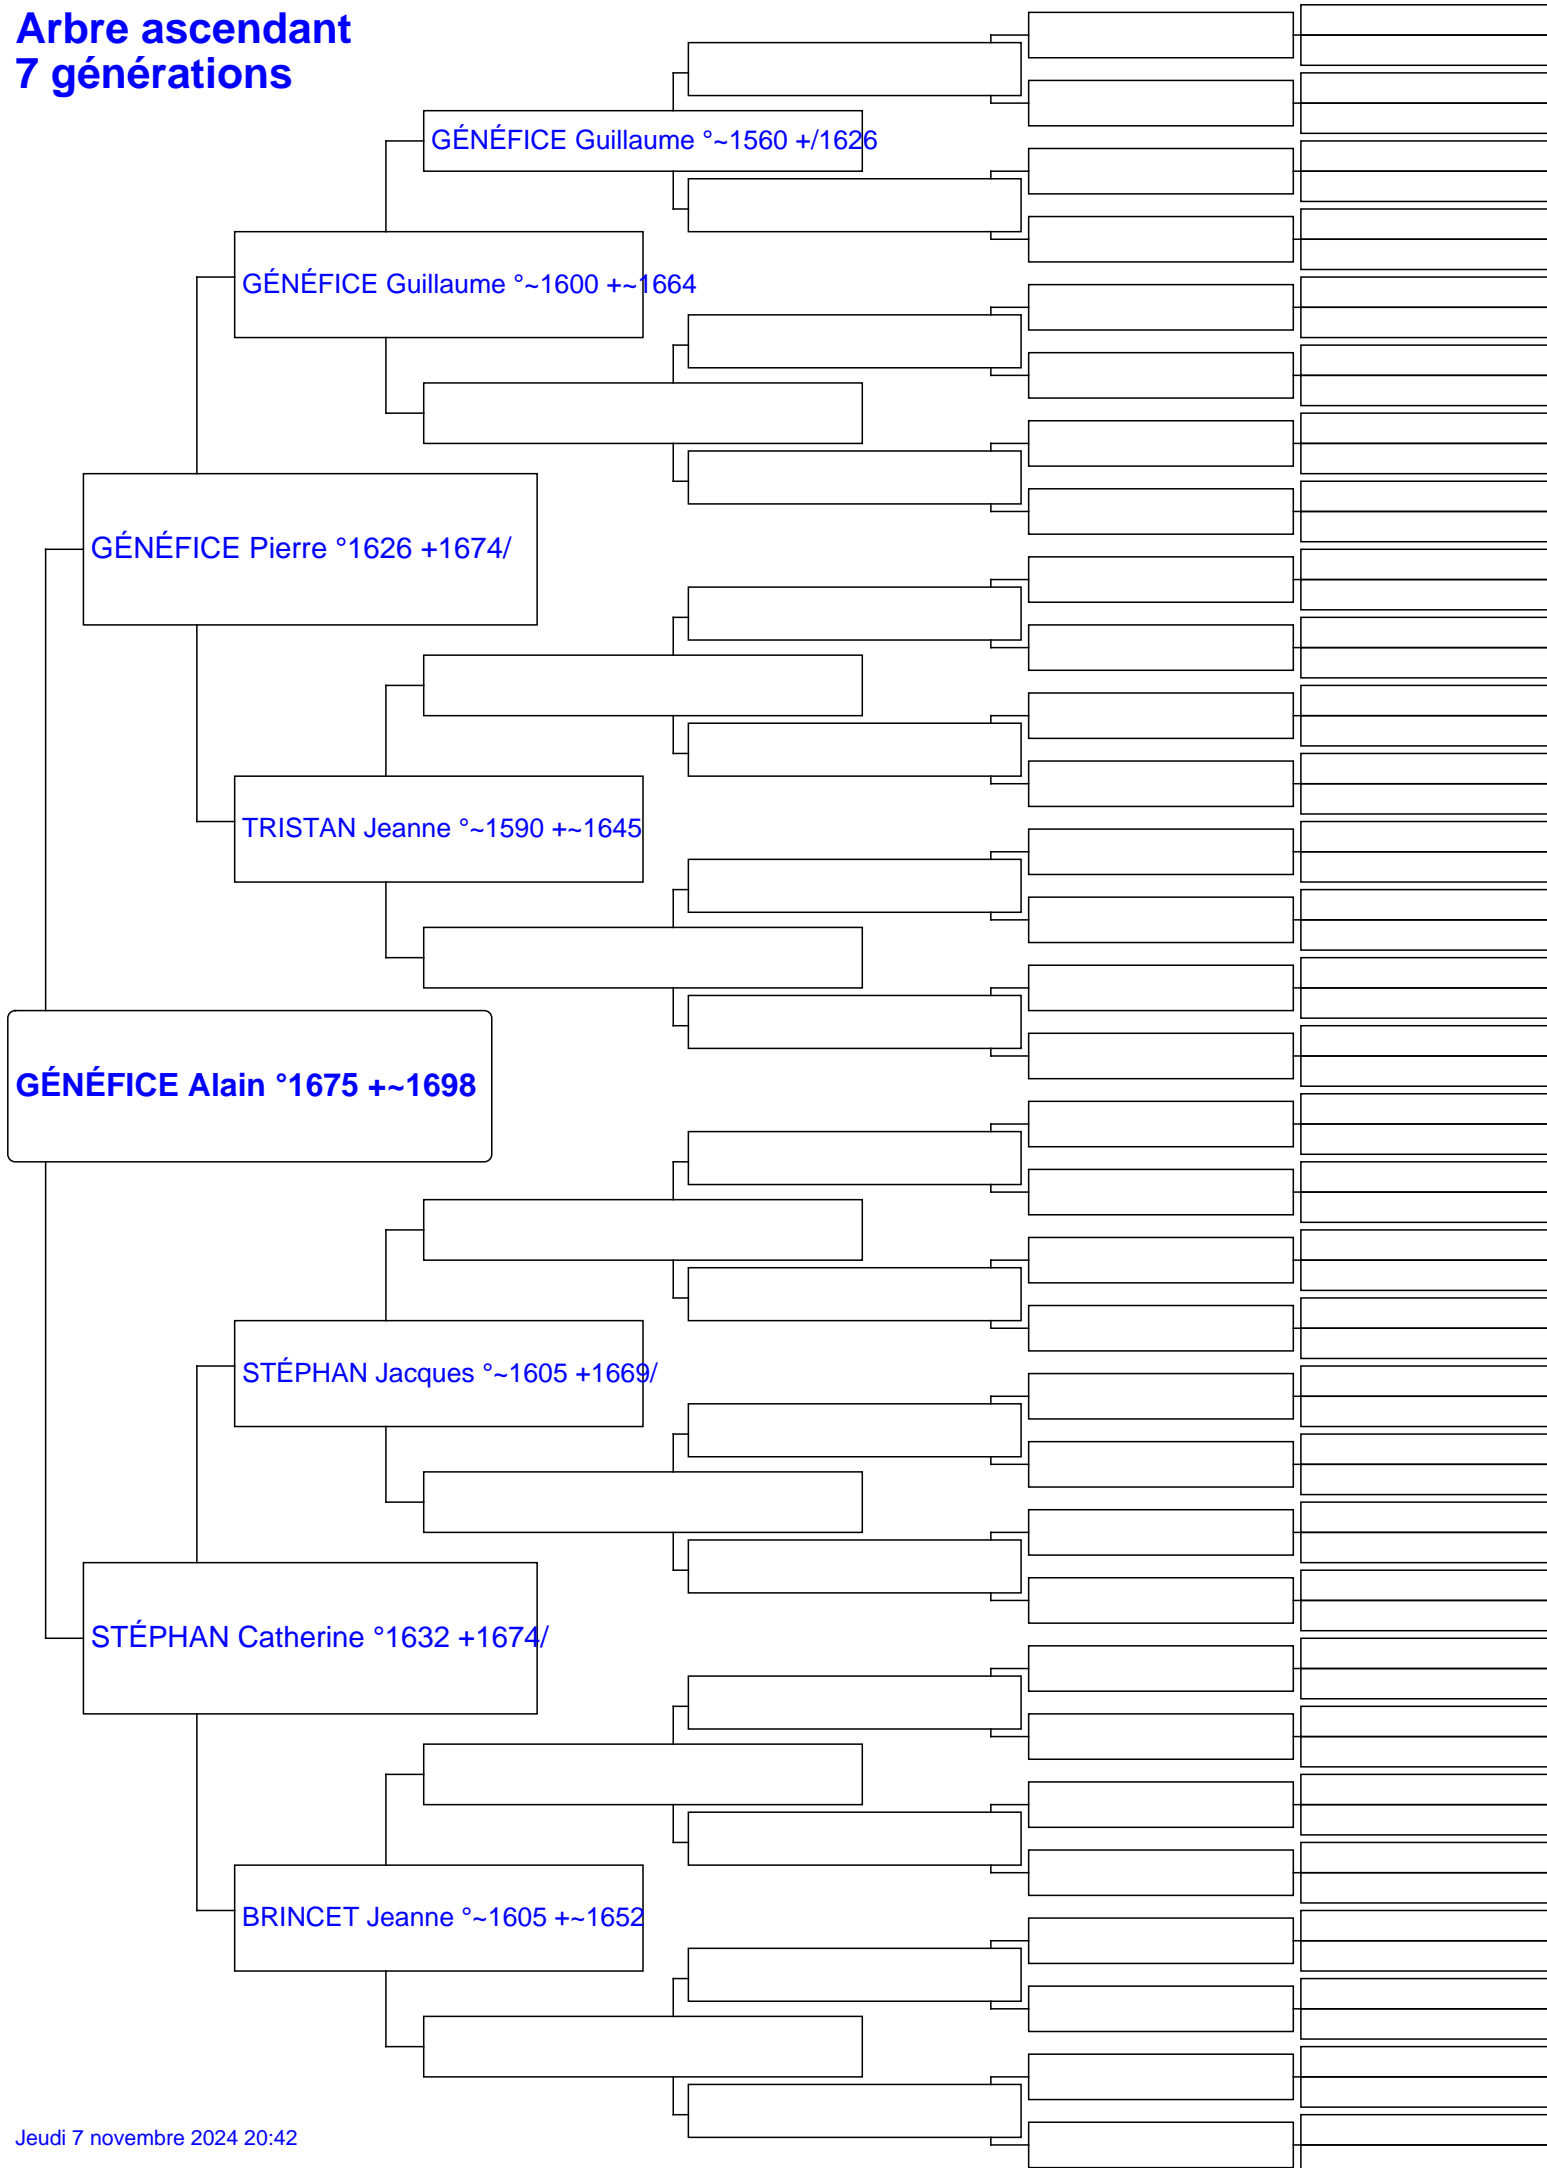 Arbre ascendant
7 générations
GÉNÉFICE Guillaume °~1560 +/1626
GÉNÉFICE Guillaume °~1600 +~1664
GÉNÉFICE Pierre °1626 +1674/
TRISTAN Jeanne °~1590 +~1645
GÉNÉFICE Alain °1675 +~1698
STÉPHAN Jacques °~1605 +1669/
STÉPHAN Catherine °1632 +1674/
BRINCET Jeanne °~1605 +~1652
Jeudi 7 novembre 2024 20:42